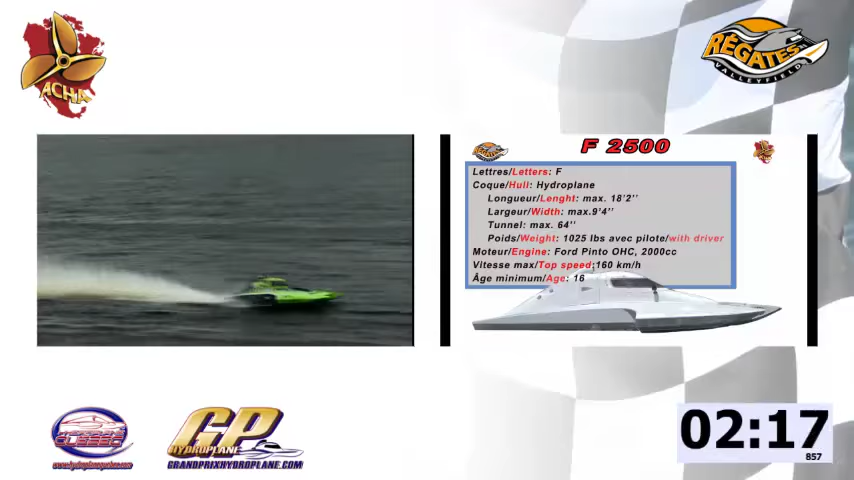 ACHA
RÉGATES
VALLEYFIELD
F 2500
Lettres/Letters: F
Coque/Hull: Hydroplane
Longueur/Lenght: max. 18'2''
Largeur/Width: max.9'4''
Tunnel: max. 64''
Poids/Weight: 1025 lbs avec pilote/with driver
Moteur/Engine: Ford Pinto OHC, 2000cc
Vitesse max/Top speed:160 km/h
Âge minimum/Age: 16
GP
HYDROPLANE
GRANDPRIXHYDROPLANE.COM
02:17
857